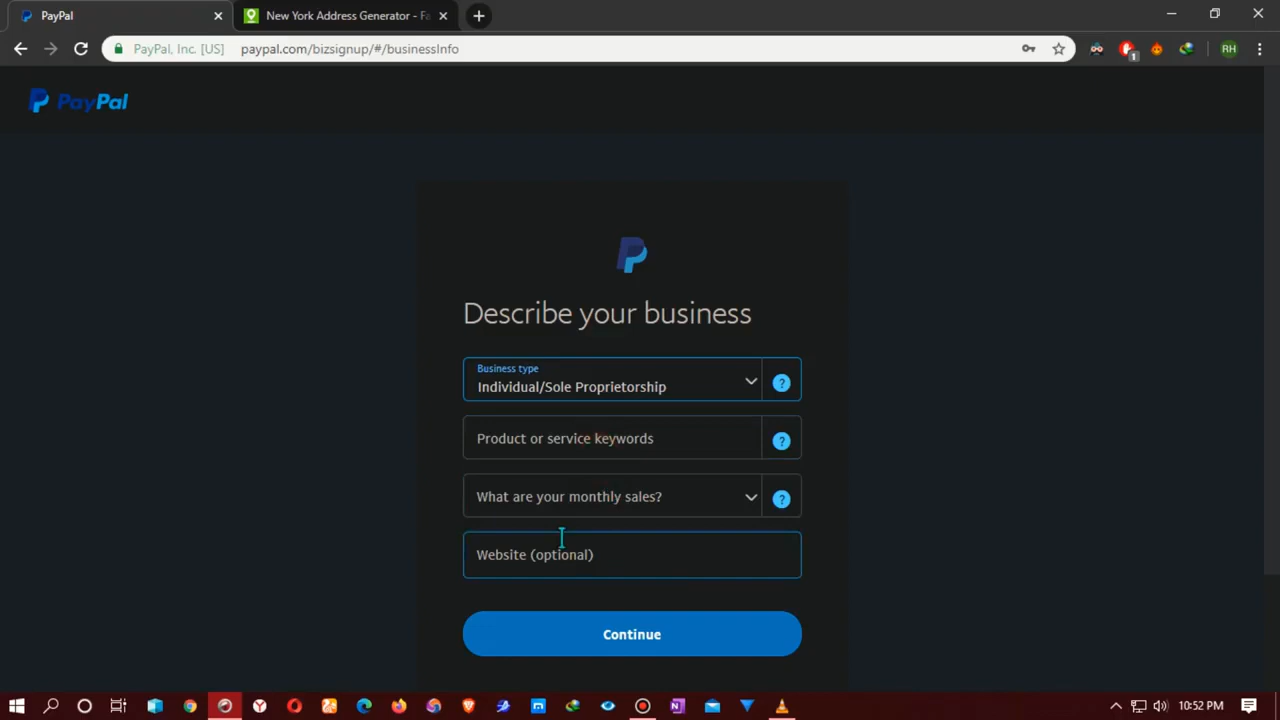 PayPal
New York Address Generator - Fa
PayPal, Inc. [US] paypal.com/bizsignup/#/businessInfo
1
RH
PayPal
Describe your business
Business type
Individual/Sole Proprietorship
?
Product or service keywords
?
What are your monthly sales?
?
Website (optional)
Continue
10:52 PM